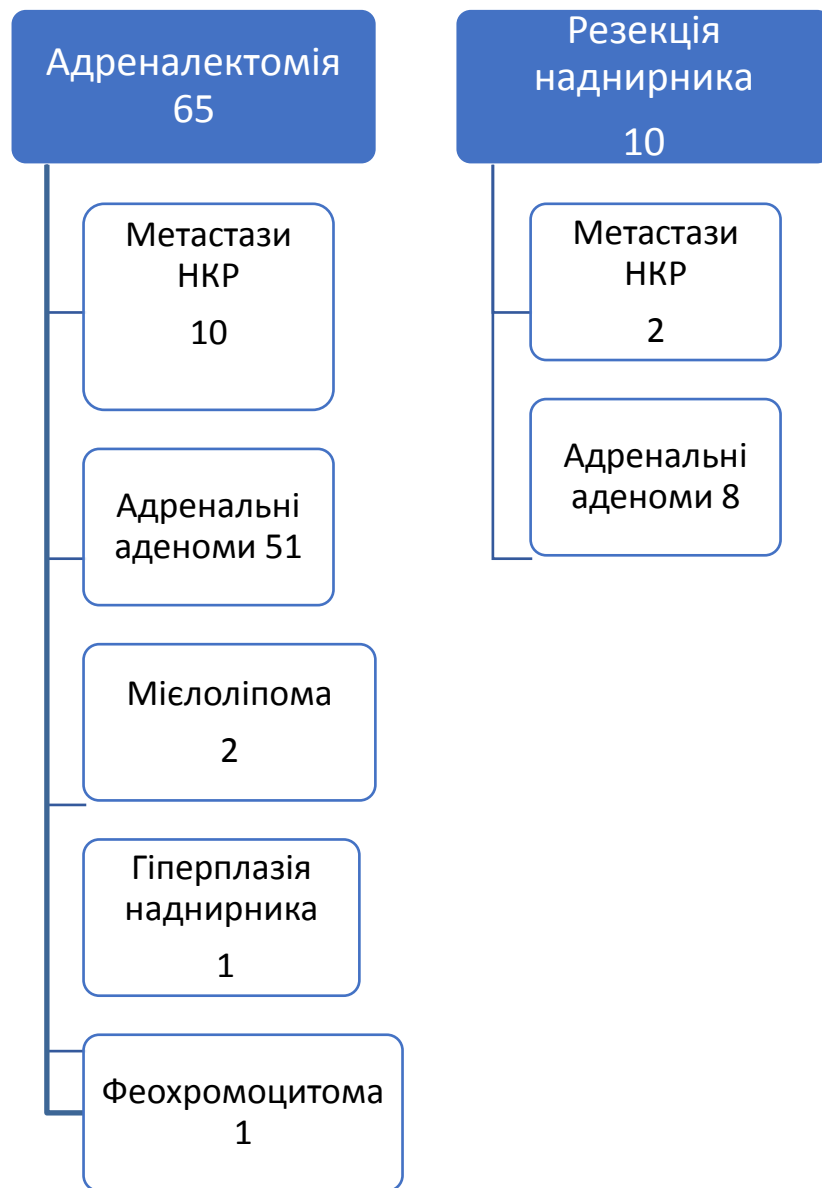 Адреналектомія
65
Метастази
НКР
10
Адренальні
аденоми 51
Мієлоліпома
2
Гіперплазія
наднирника
1
Феохромоцитома
1
Резекція
наднирника
10
Метастази
НКР
2
Адренальні
аденоми 8